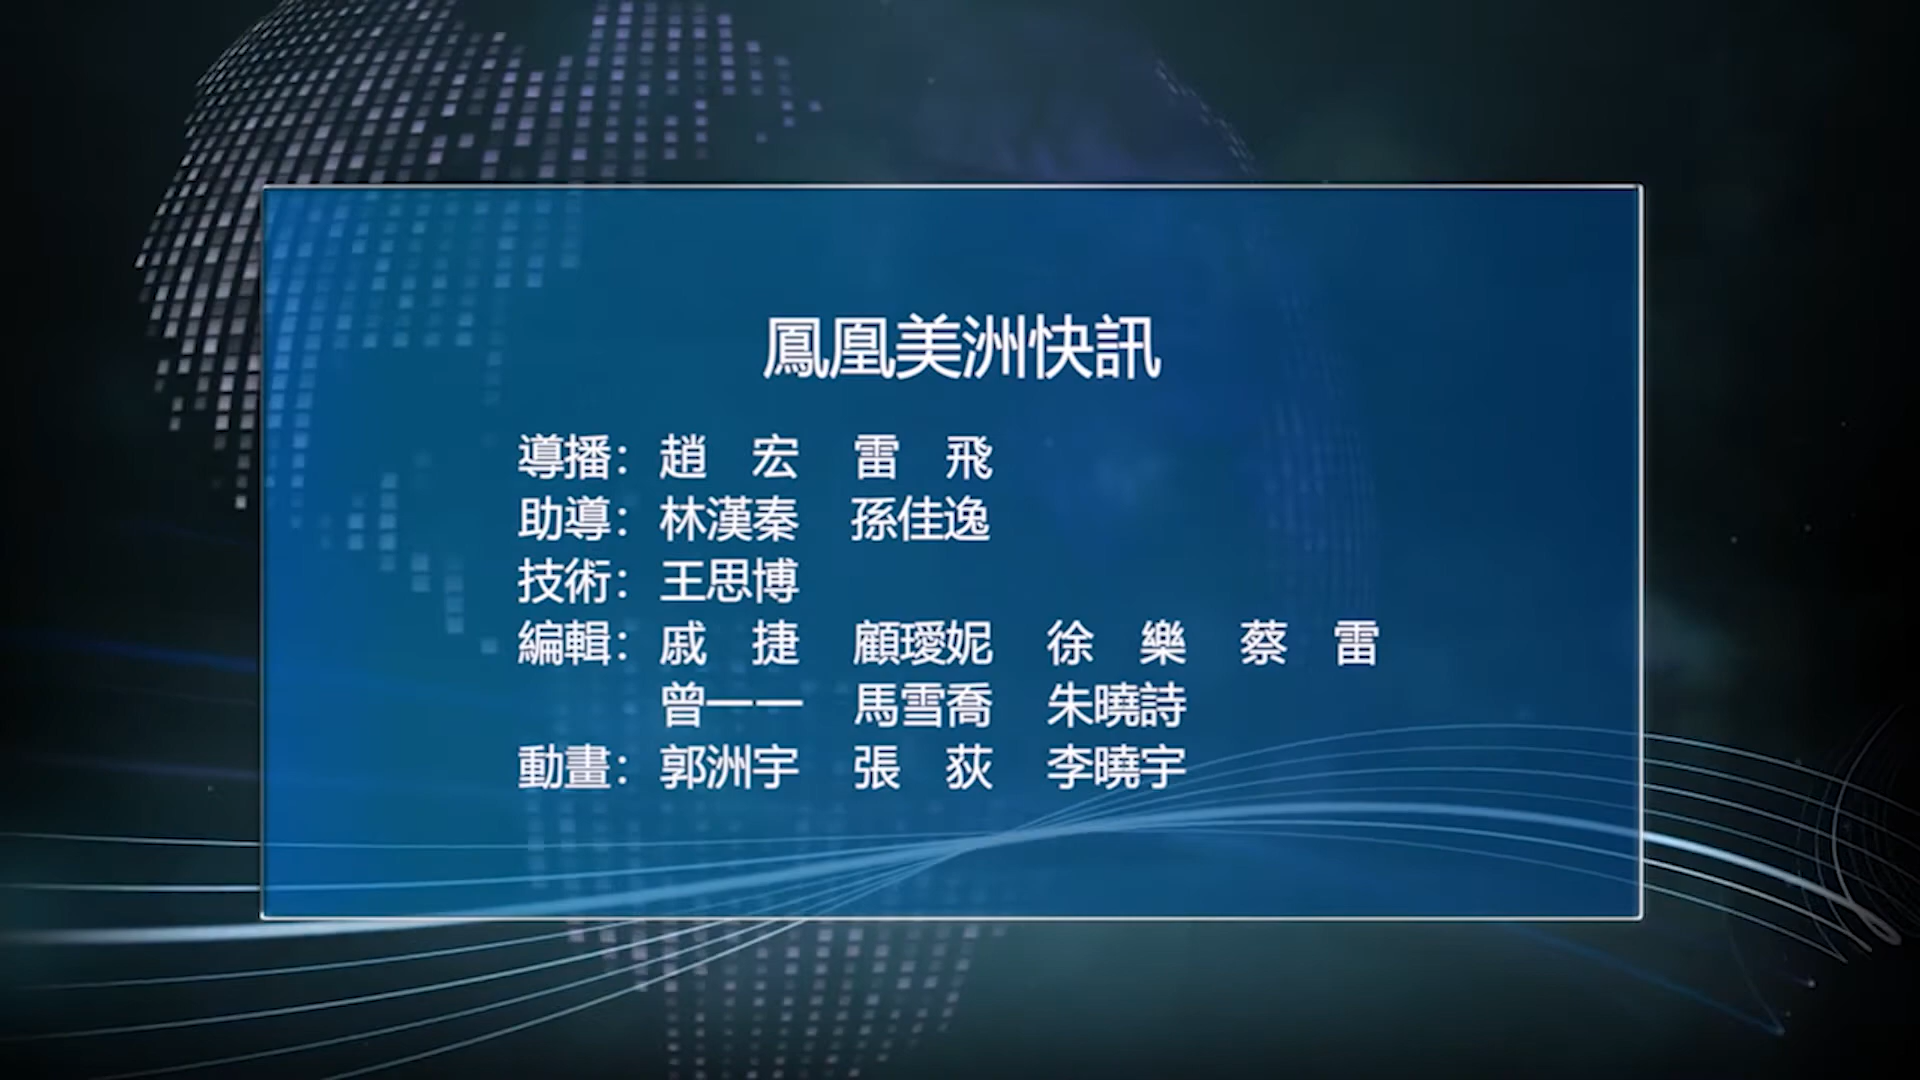 鳳凰美洲快訊
導播：趙　宏　雷　飛
助導：林漢秦　孫佳逸
技術：王思博
編輯：戚　捷　顧璦妮　徐　樂　蔡　雷
曾一一　馬雪喬　朱曉詩
動畫：郭洲宇　張　荻　李曉宇